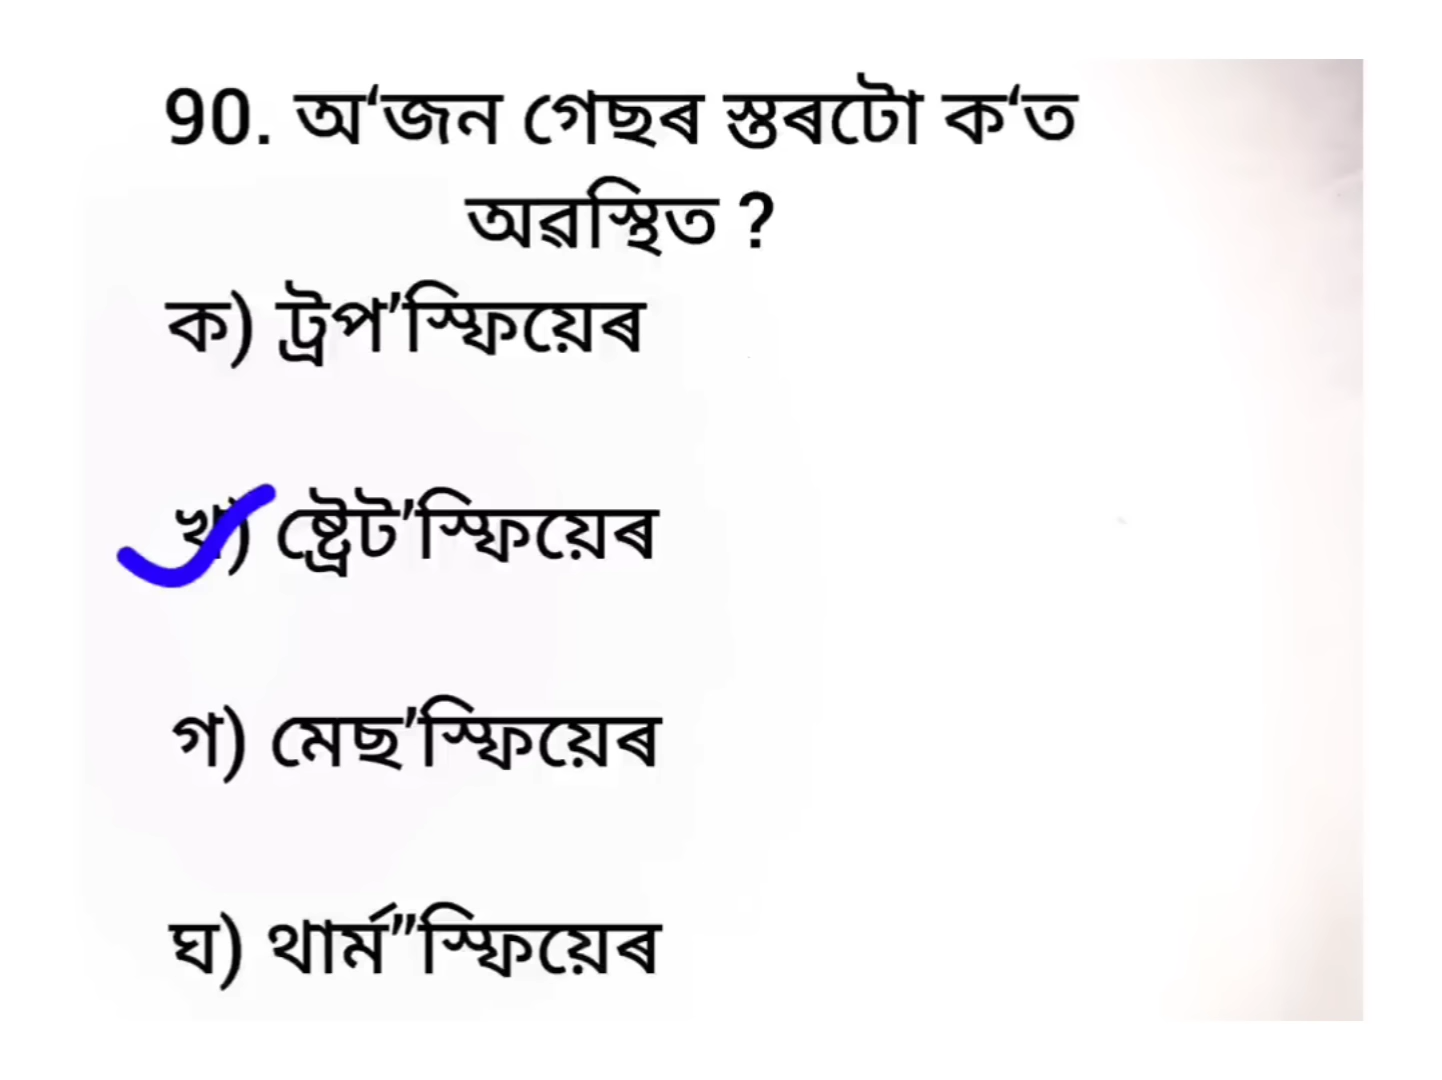 90. অ‘জন গেছৰ স্তৰটো ক‘ত
অৱস্থিত ?
ক) ট্ৰপ’স্ফিয়েৰ
খ) ষ্ট্ৰেট’স্ফিয়েৰ
গ) মেছ’স্ফিয়েৰ
ঘ) থাৰ্ম”স্ফিয়েৰ